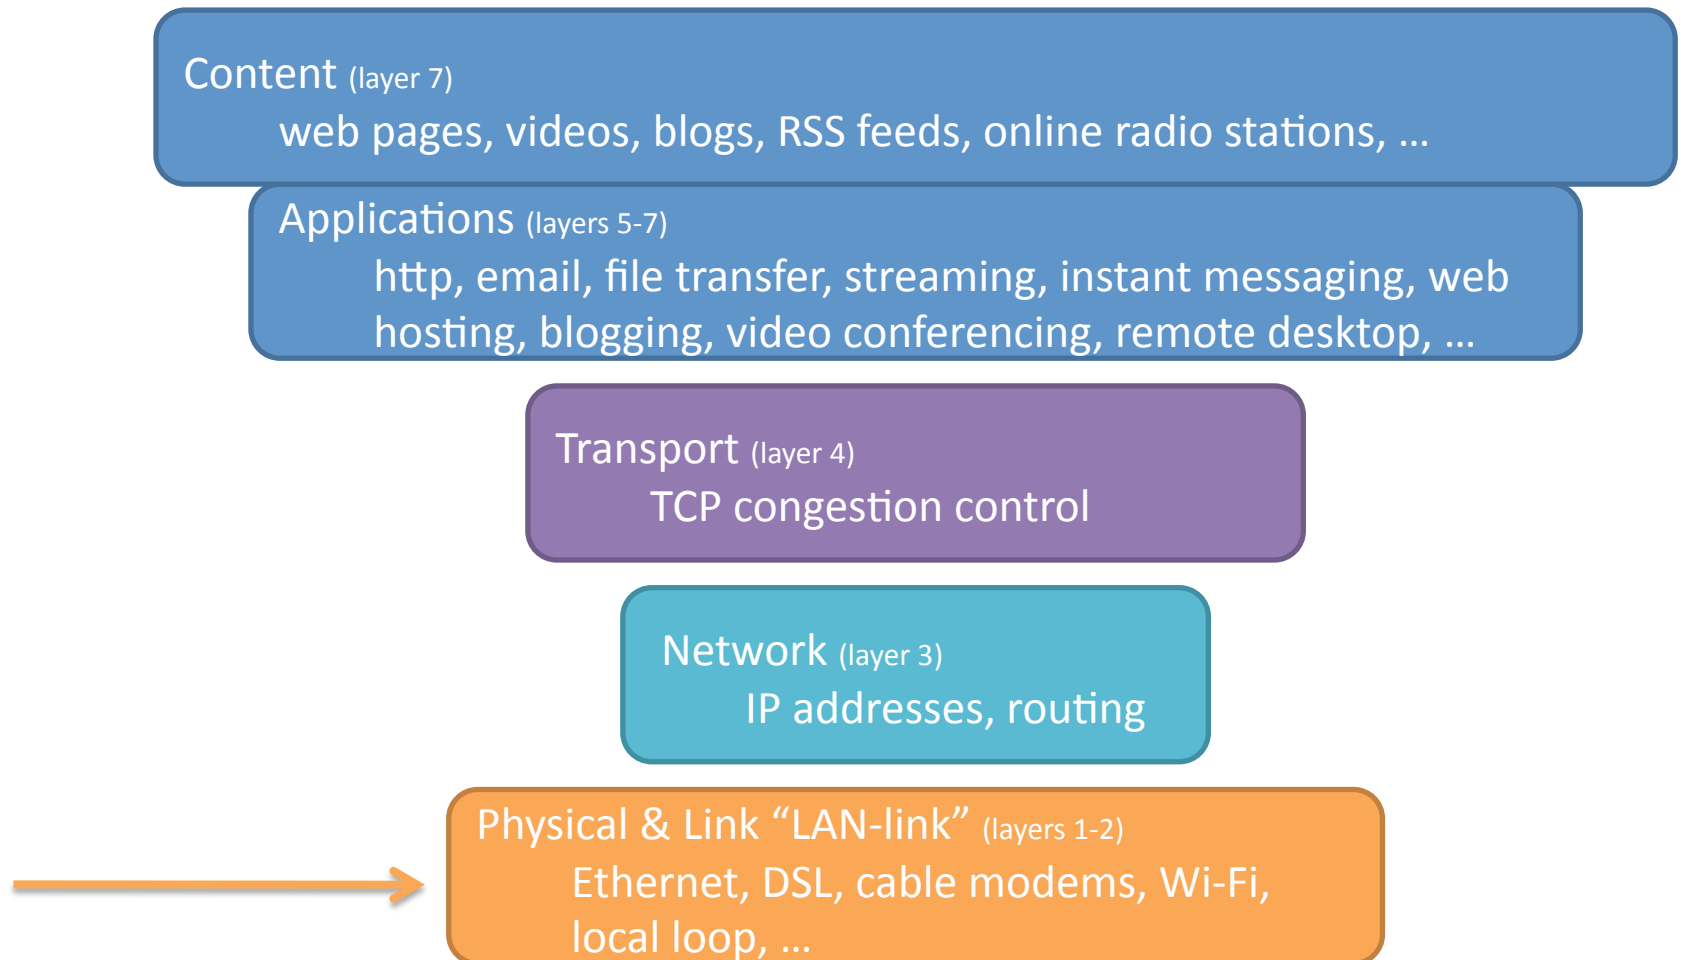 Content (layer 7)
web pages, videos, blogs, RSS feeds, online radio stations, ...
Applications (layers 5-7)
http, email, file transfer, streaming, instant messaging, web
hosting, blogging, video conferencing, remote desktop, ...
Transport (layer 4)
TCP congestion control
Network (layer 3)
IP addresses, routing
Physical & Link “LAN-link” (layers 1-2)
Ethernet, DSL, cable modems, Wi-Fi,
local loop, ...